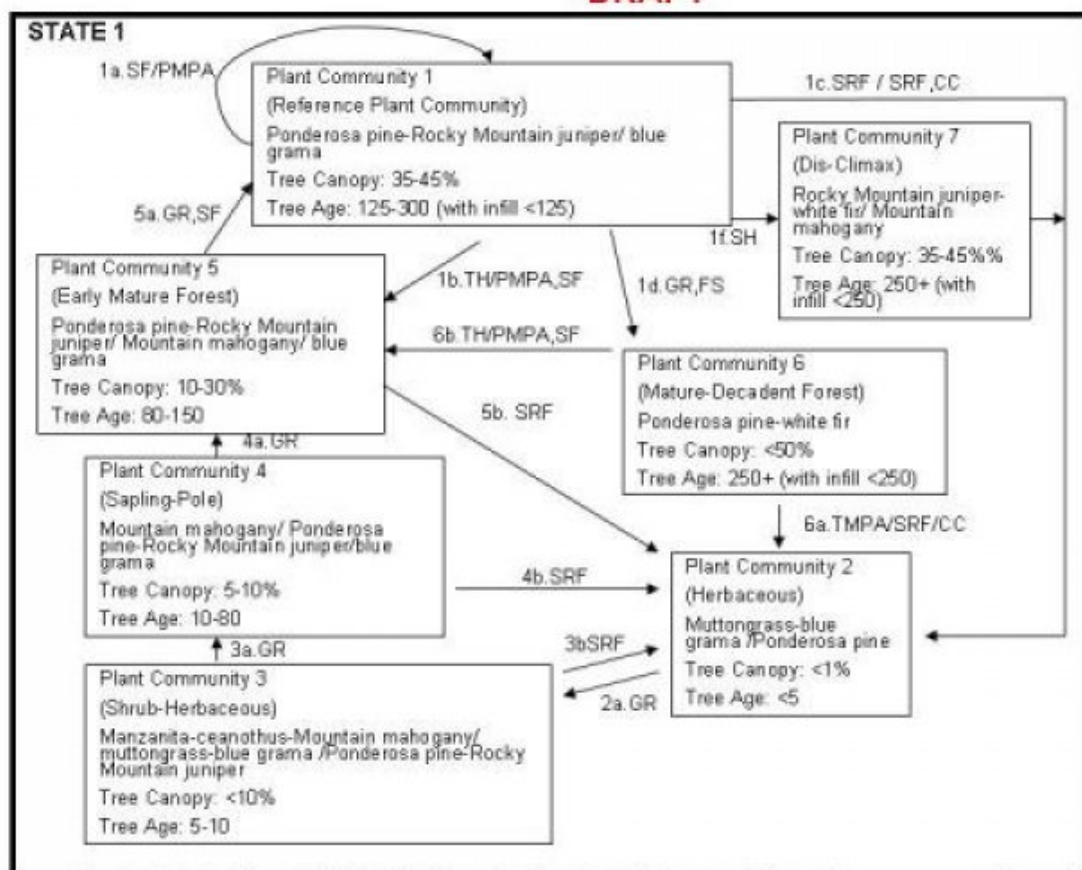 STATE 1
1a.SF/PMPA
Plant Community 1
(Reference Plant Community)
Ponderosa pine-Rocky Mountain juniper/ blue
grama
Tree Canopy: 35-45%
Tree Age: 125-300 (with infill <125)
1c.SRF / SRF,CC
Plant Community 7
(Dis-Climax)
Rocky Mountain juniper-
white fir/ Mountain
mahogany
Tree Canopy: 35-45%%
Tree Age: 250+ (with
infill <250)
5a.GR,SF
1f.SH
Plant Community 5
(Early Mature Forest)
Ponderosa pine-Rocky Mountain
juniper/ Mountain mahogany/ blue
grama
Tree Canopy: 10-30%
Tree Age: 80-150
1b.TH/PMPA,SF
1d.GR,FS
6b.TH/PMPA,SF
Plant Community 6
(Mature-Decadent Forest)
Ponderosa pine-white fir
Tree Canopy: <50%
Tree Age: 250+ (with infill <250)
5b. SRF
4a.GR
Plant Community 4
(Sapling-Pole)
Mountain mahogany/ Ponderosa
pine-Rocky Mountain juniper/blue
grama
Tree Canopy: 5-10%
Tree Age: 10-80
6a.TMPA/SRF/CC
4b.SRF
Plant Community 2
(Herbaceous)
Muttongrass-blue
grama /Ponderosa pine
Tree Canopy: <1%
Tree Age: <5
3a.GR
3bSRF
2a.GR
Plant Community 3
(Shrub-Herbaceous)
Manzanita-ceanothus-Mountain mahogany/
muttongrass-blue grama /Ponderosa pine-Rocky
Mountain juniper
Tree Canopy: <10%
Tree Age: 5-10